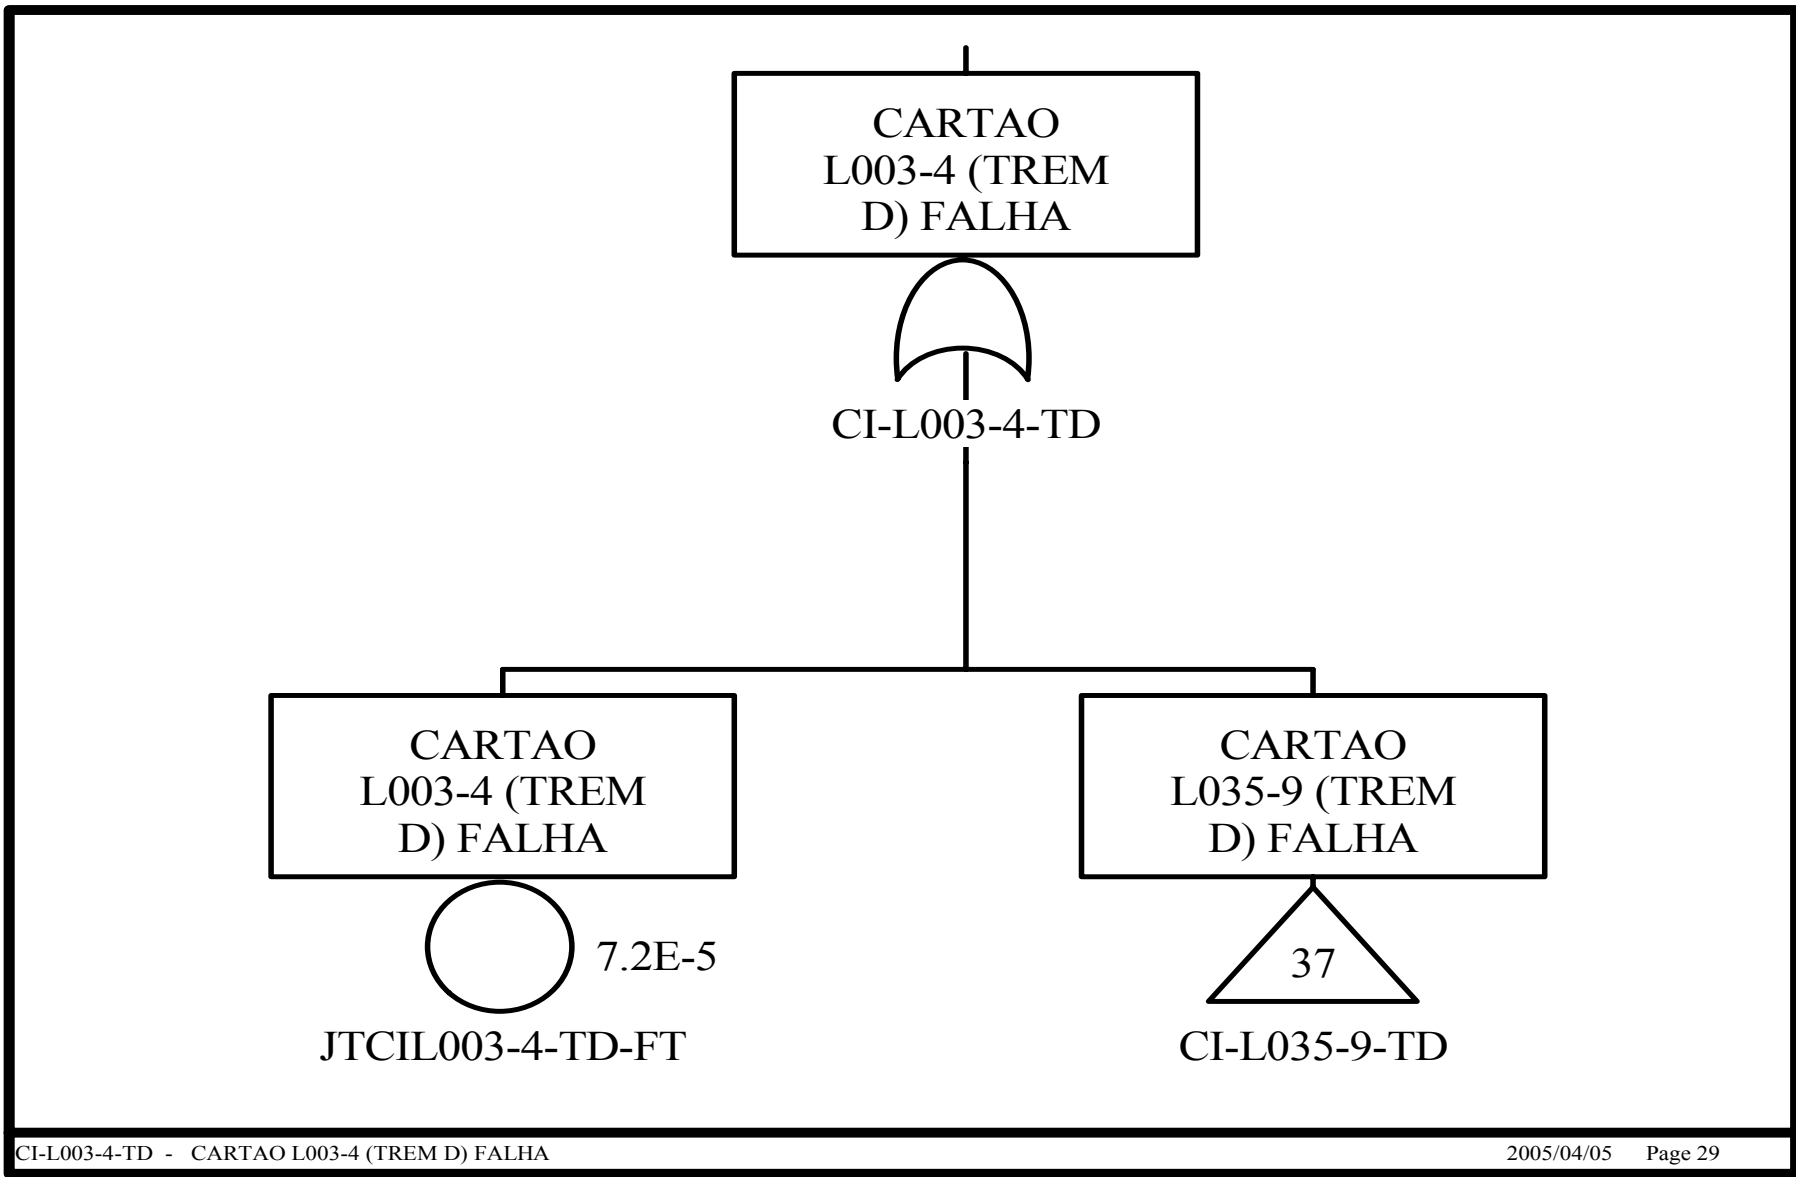 CARTAO
L003-4 (TREM
D) FALHA
CI-L003-4-TD
CARTAO
L003-4 (TREM
D) FALHA
7.2E-5
JTCIL003-4-TD-FT
CARTAO
L035-9 (TREM
D) FALHA
37
CI-L035-9-TD
CI-L003-4-TD - CARTAO L003-4 (TREM D) FALHA
2005/04/05 Page 29